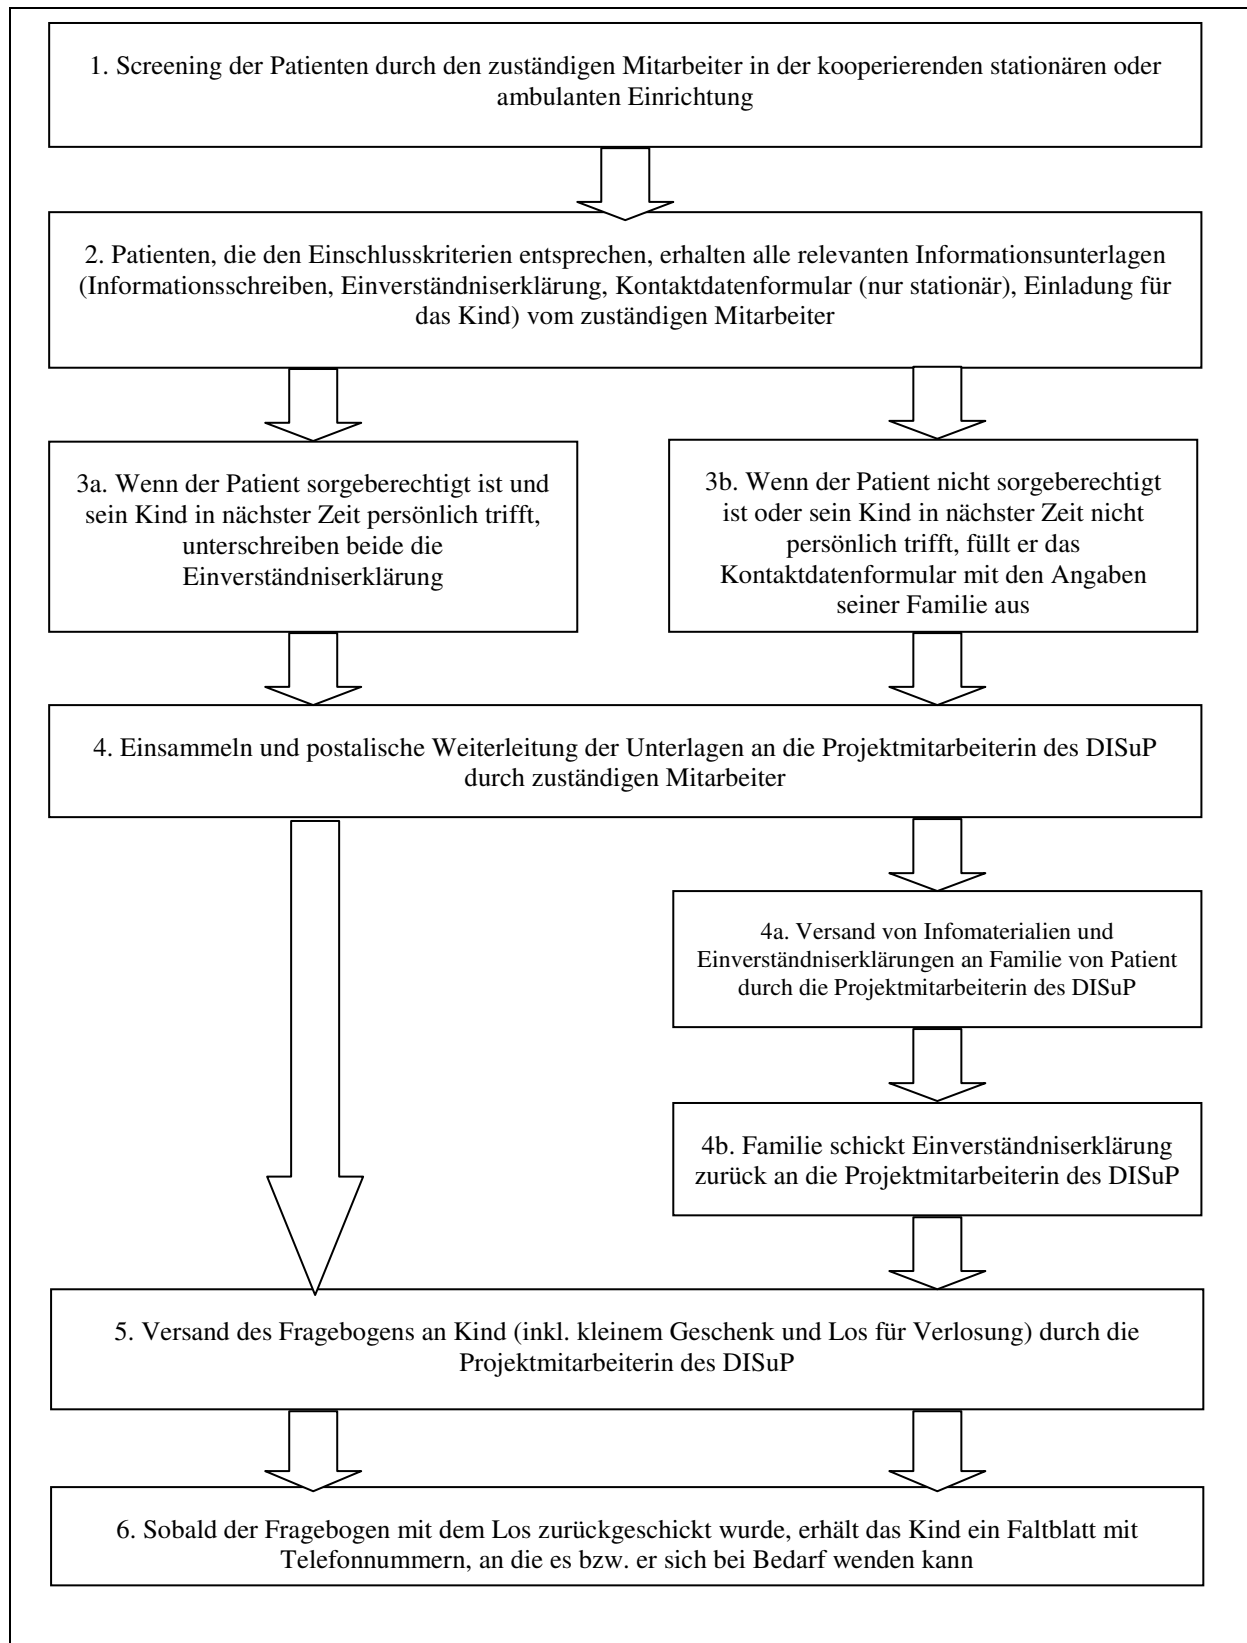 1. Screening der Patienten durch den zuständigen Mitarbeiter in der kooperierenden stationären oder
ambulanten Einrichtung
2. Patienten, die den Einschlusskriterien entsprechen, erhalten alle relevanten Informationsunterlagen
(Informationsschreiben, Einverständniserklärung, Kontaktdatenformular (nur stationär), Einladung für
das Kind) vom zuständigen Mitarbeiter
3a. Wenn der Patient sorgeberechtigt ist und
sein Kind in nächster Zeit persönlich trifft,
unterschreiben beide die
Einverständniserklärung
3b. Wenn der Patient nicht sorgeberechtigt
ist oder sein Kind in nächster Zeit nicht
persönlich trifft, füllt er das
Kontaktdatenformular mit den Angaben
seiner Familie aus
4. Einsammeln und postalische Weiterleitung der Unterlagen an die Projektmitarbeiterin des DISuP
durch zuständigen Mitarbeiter
4a. Versand von Infomaterialien und
Einverständniserklärungen an Familie von Patient
durch die Projektmitarbeiterin des DISuP
4b. Familie schickt Einverständniserklärung
zurück an die Projektmitarbeiterin des DISuP
5. Versand des Fragebogens an Kind (inkl. kleinem Geschenk und Los für Verlosung) durch die
Projektmitarbeiterin des DISuP
6. Sobald der Fragebogen mit dem Los zurückgeschickt wurde, erhält das Kind ein Faltblatt mit
Telefonnummern, an die es bzw. er sich bei Bedarf wenden kann